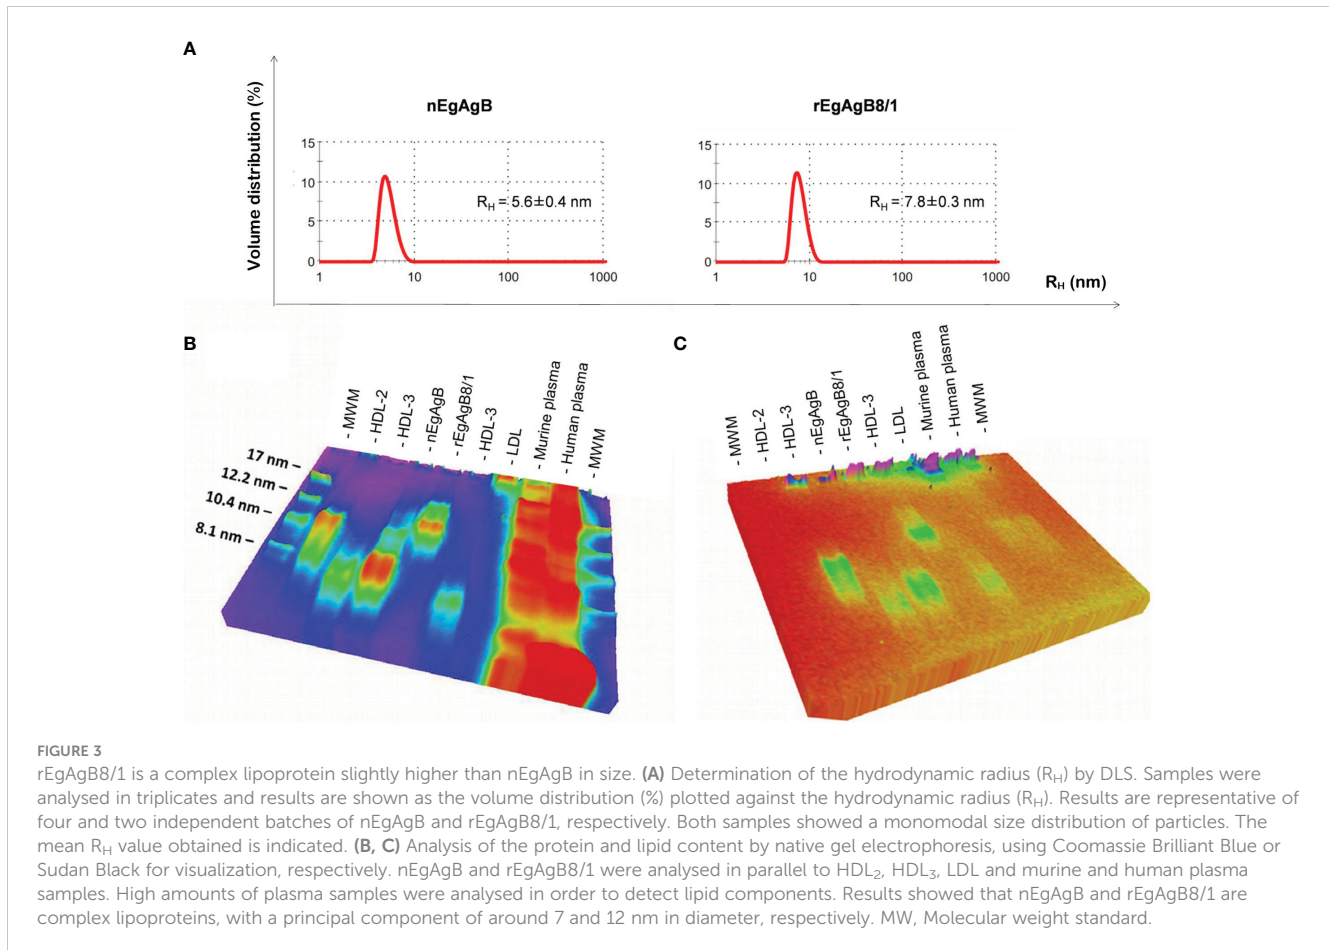 A
Volume distribution (%)
nEgAgB
rEgAgB8/1
15
10
5
0
R_H = 5.6±0.4 nm
1
10
100
1000
15
10
5
0
R_H = 7.8±0.3 nm
1
10
100
1000
R_H (nm)
B
- MWM
- HDL-2
- HDL-3
- nEgAgB
- rEgAgB8/1
- HDL-3
- LDL
- Murine plasma
- Human plasma
- MWM
17 nm –
12.2 nm –
10.4 nm –
8.1 nm –
C
- MWM
- HDL-2
- HDL-3
- nEgAgB
- rEgAgB8/1
- HDL-3
- LDL
- Murine plasma
- Human plasma
- MWM
FIGURE 3
rEgAgB8/1 is a complex lipoprotein slightly higher than nEgAgB in size. (A) Determination of the hydrodynamic radius (R_H) by DLS. Samples were
analysed in triplicates and results are shown as the volume distribution (%) plotted against the hydrodynamic radius (R_H). Results are representative of
four and two independent batches of nEgAgB and rEgAgB8/1, respectively. Both samples showed a monomodal size distribution of particles. The
mean R_H value obtained is indicated. (B, C) Analysis of the protein and lipid content by native gel electrophoresis, using Coomassie Brilliant Blue or
Sudan Black for visualization, respectively. nEgAgB and rEgAgB8/1 were analysed in parallel to HDL₂, HDL₃, LDL and murine and human plasma
samples. High amounts of plasma samples were analysed in order to detect lipid components. Results showed that nEgAgB and rEgAgB8/1 are
complex lipoproteins, with a principal component of around 7 and 12 nm in diameter, respectively. MW, Molecular weight standard.